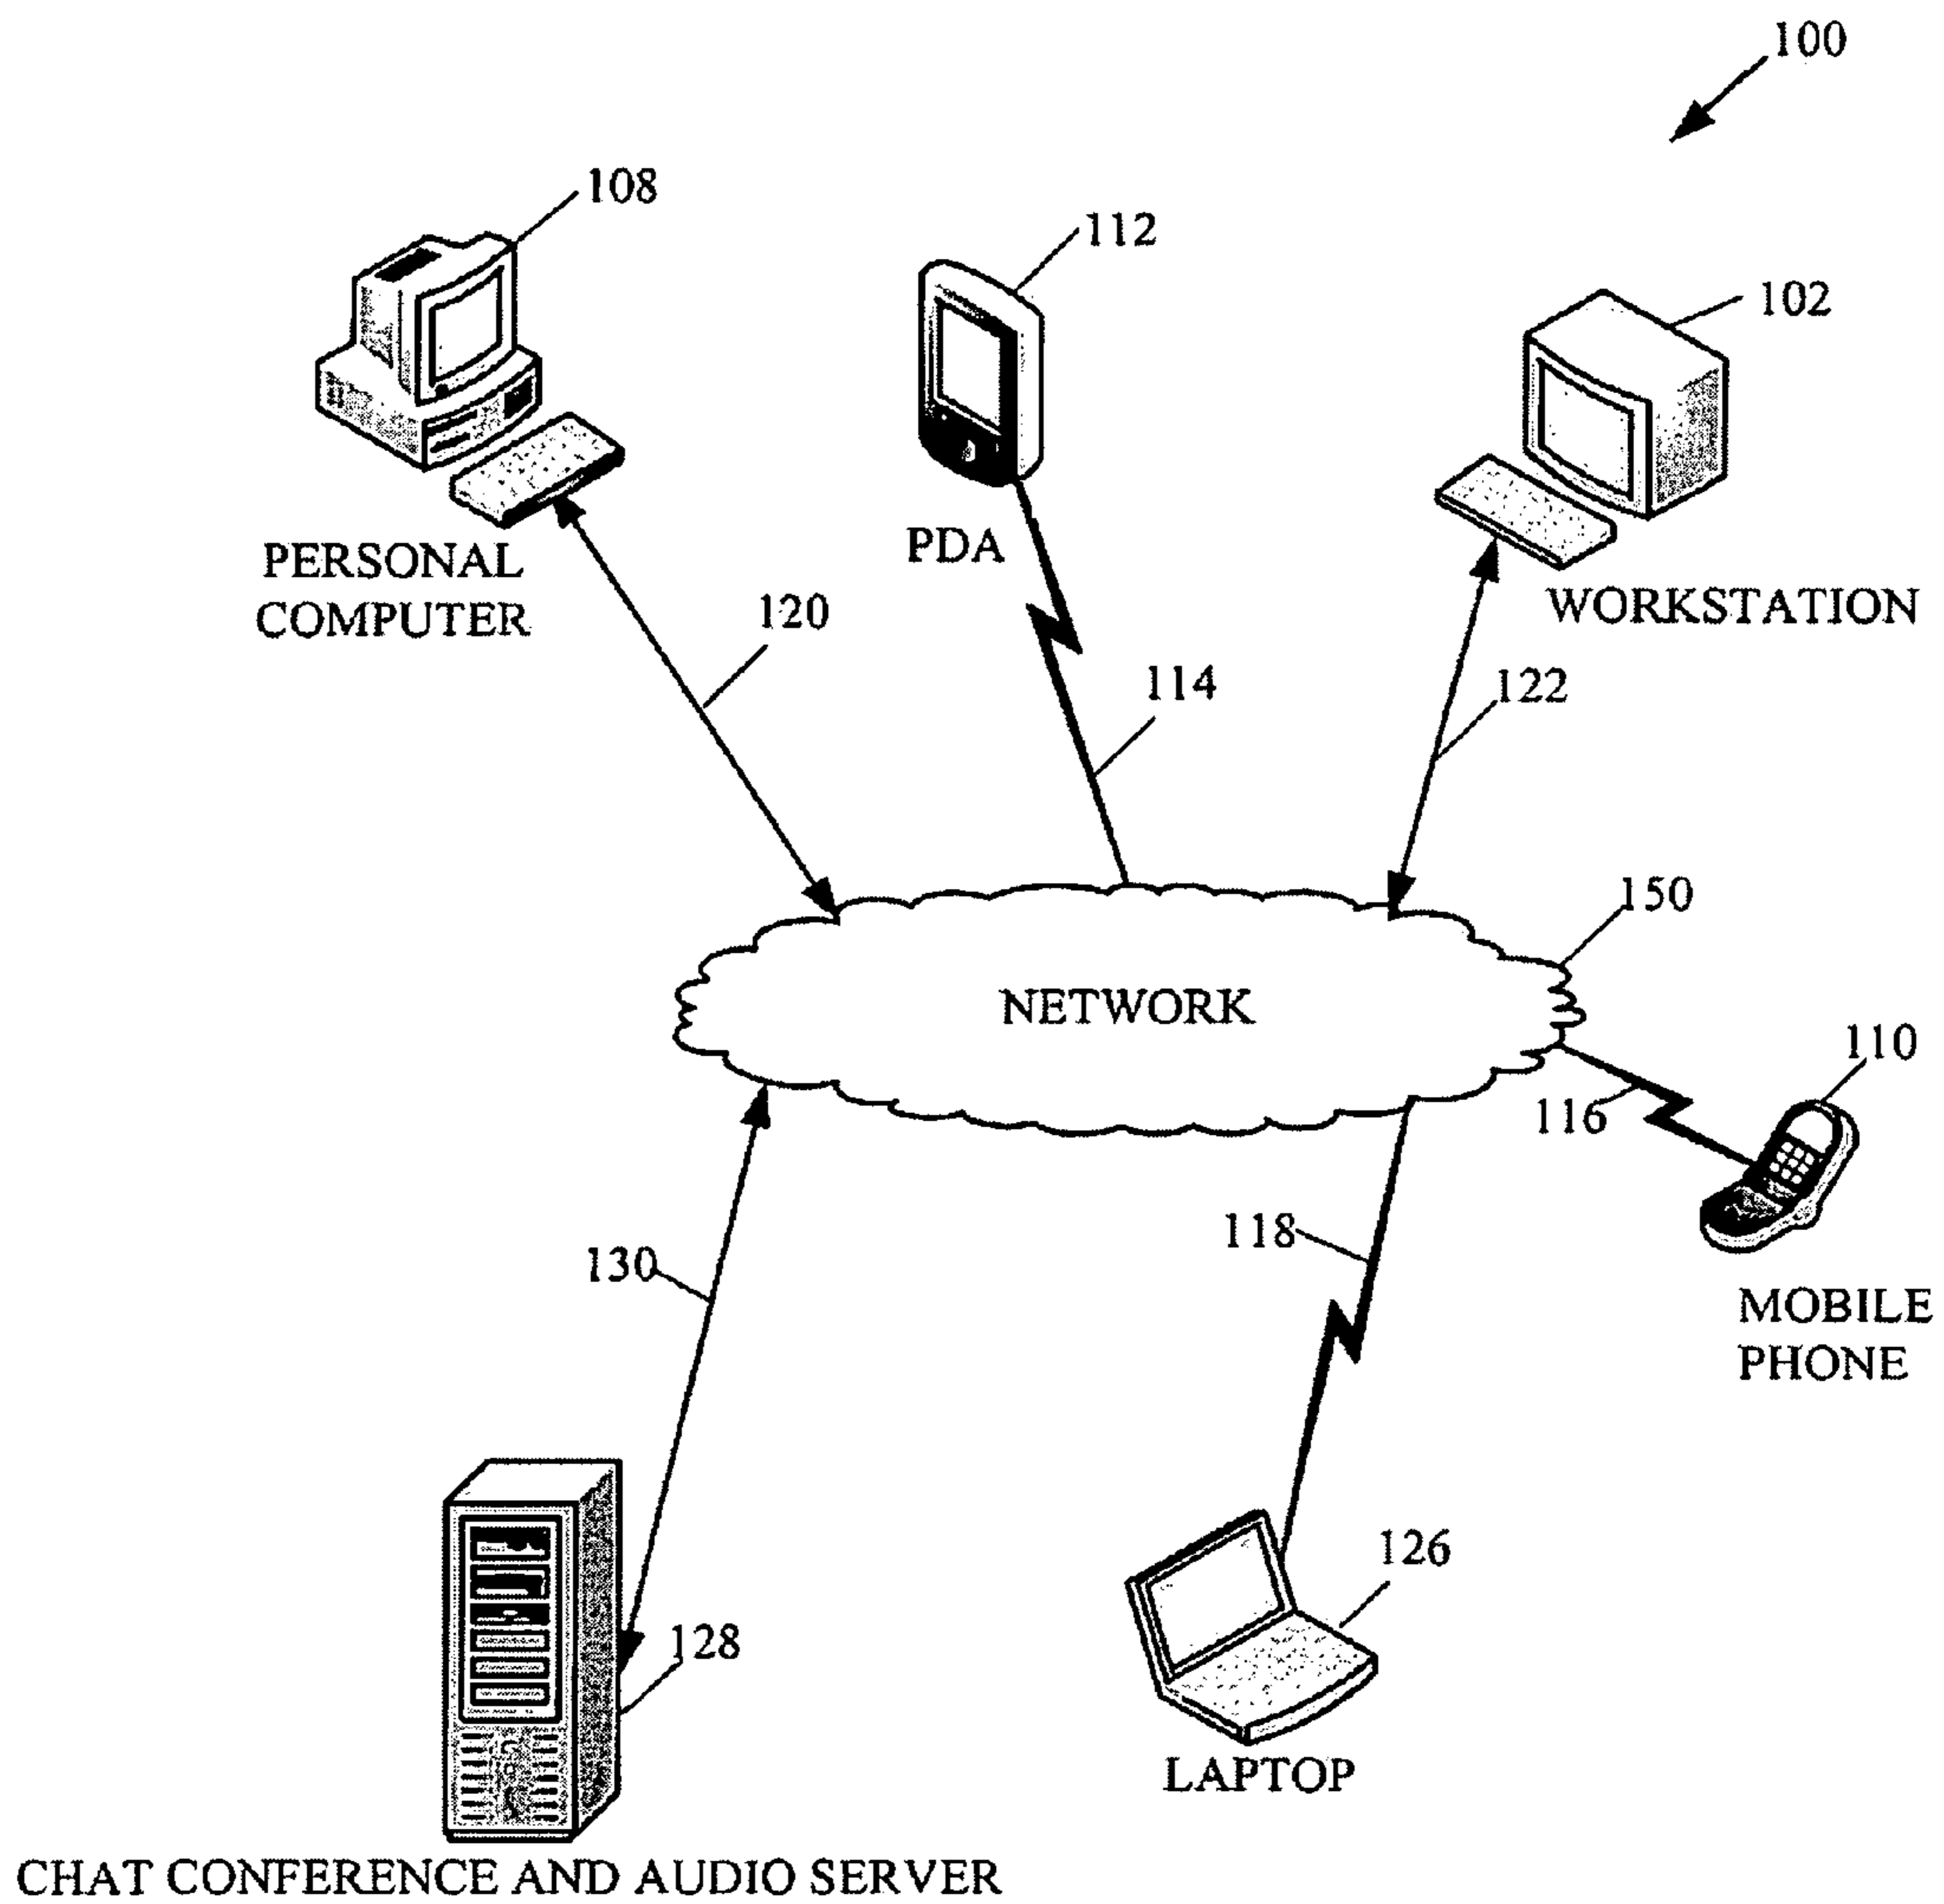 100
108
112
102
PERSONAL
COMPUTER
PDA
WORKSTATION
120
114
122
150
NETWORK
110
116
118
130
MOBILE
PHONE
126
128
LAPTOP
CHAT CONFERENCE AND AUDIO SERVER